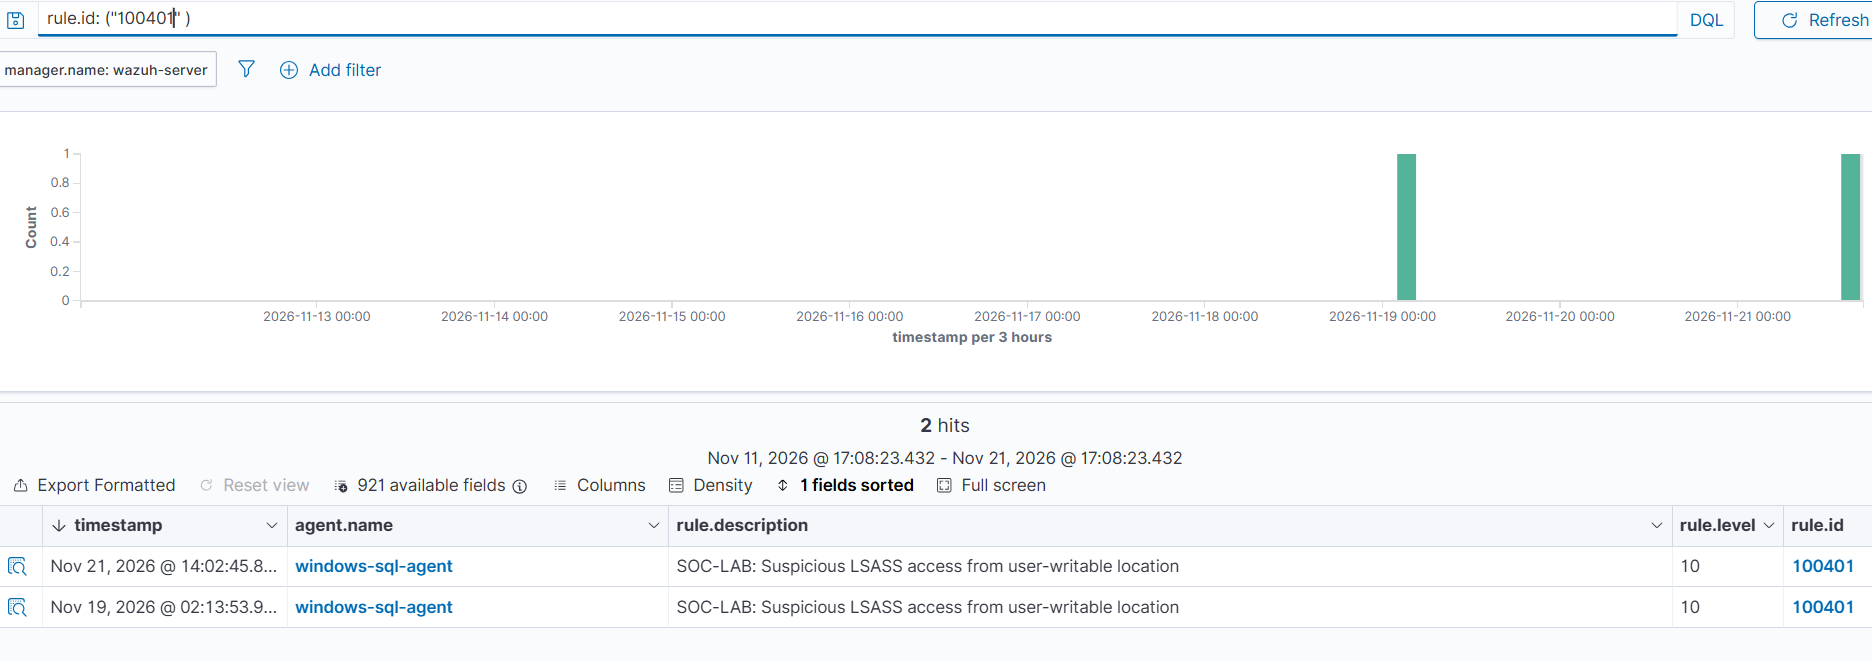 rule.id: ("100401" )
DQL
Refresh
manager.name: wazuh-server
Add filter
1
0.8
0.6
0.4
0.2
0
Count
2026-11-13 00:00
2026-11-14 00:00
2026-11-15 00:00
2026-11-16 00:00
2026-11-17 00:00
2026-11-18 00:00
2026-11-19 00:00
2026-11-20 00:00
2026-11-21 00:00
timestamp per 3 hours
2 hits
Nov 11, 2026 @ 17:08:23.432 - Nov 21, 2026 @ 17:08:23.432
Export Formatted
Reset view
921 available fields
Columns
Density
1 fields sorted
Full screen
timestamp agent.name rule.description rule.level rule.id
Nov 21, 2026 @ 14:02:45.8... windows-sql-agent SOC-LAB: Suspicious LSASS access from user-writable location 10 100401
Nov 19, 2026 @ 02:13:53.9... windows-sql-agent SOC-LAB: Suspicious LSASS access from user-writable location 10 100401